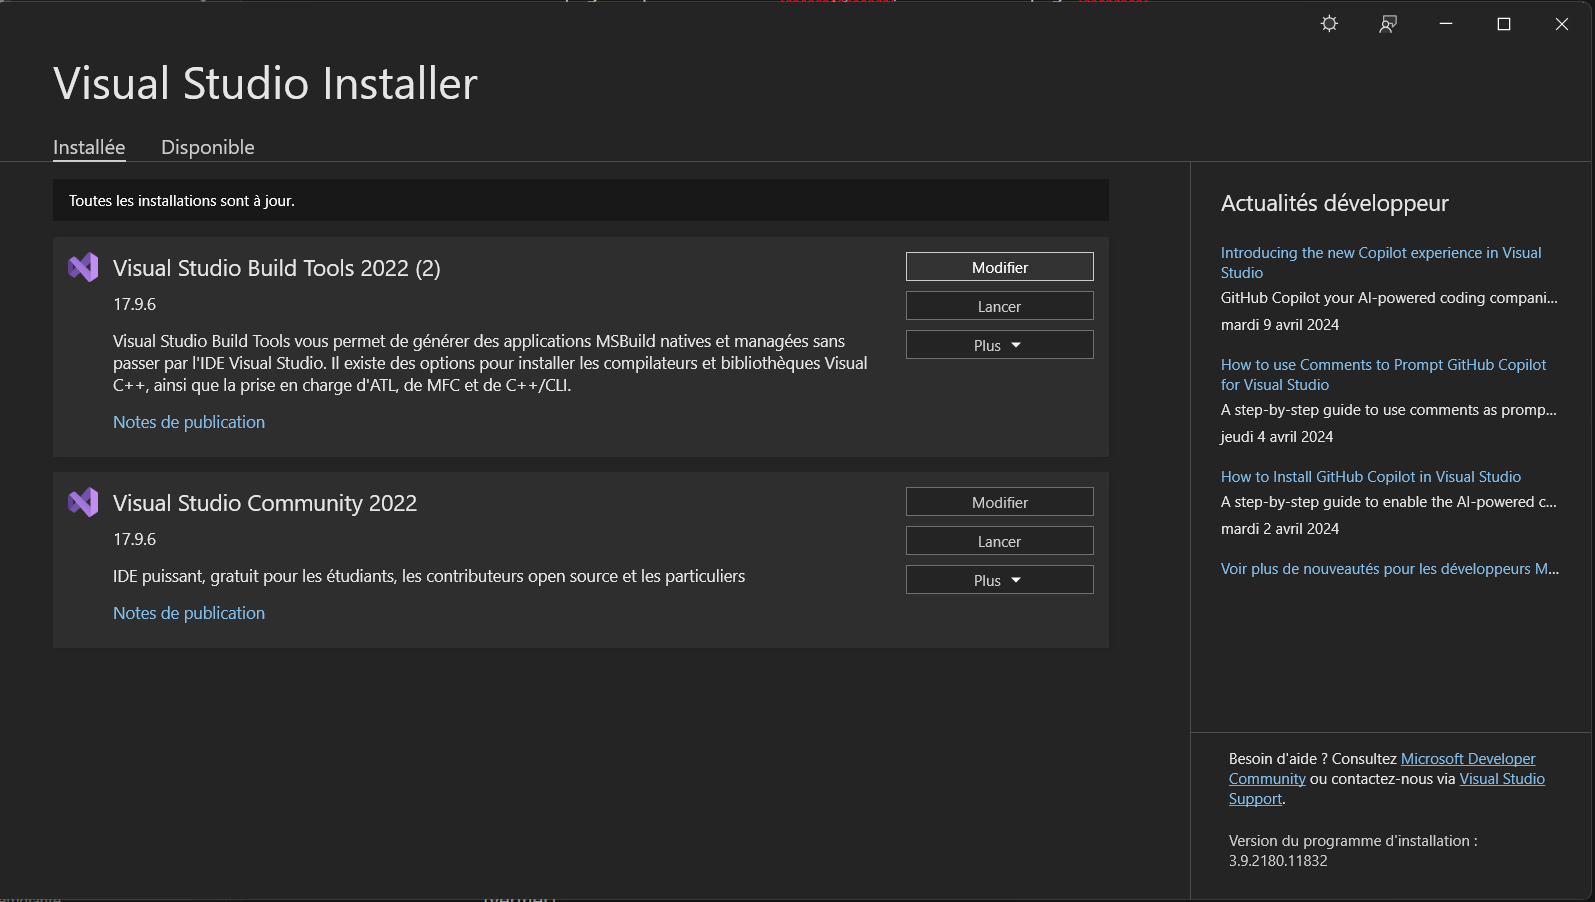 Visual Studio Installer
Installée
Disponible
Toutes les installations sont à jour.
Visual Studio Build Tools 2022 (2)
17.9.6
Visual Studio Build Tools vous permet de générer des applications MSBuild natives et managées sans
passer par l'IDE Visual Studio. Il existe des options pour installer les compilateurs et bibliothèques Visual
C++, ainsi que la prise en charge d'ATL, de MFC et de C++/CLI.
Notes de publication
Modifier
Lancer
Plus
Visual Studio Community 2022
17.9.6
IDE puissant, gratuit pour les étudiants, les contributeurs open source et les particuliers
Notes de publication
Modifier
Lancer
Plus
Actualités développeur
Introducing the new Copilot experience in Visual
Studio
GitHub Copilot your AI-powered coding compani...
mardi 9 avril 2024
How to use Comments to Prompt GitHub Copilot
for Visual Studio
A step-by-step guide to use comments as promp...
jeudi 4 avril 2024
How to Install GitHub Copilot in Visual Studio
A step-by-step guide to enable the AI-powered c...
mardi 2 avril 2024
Voir plus de nouveautés pour les développeurs M...
Besoin d'aide ? Consultez Microsoft Developer
Community ou contactez-nous via Visual Studio
Support.
Version du programme d'installation :
3.9.2180.11832